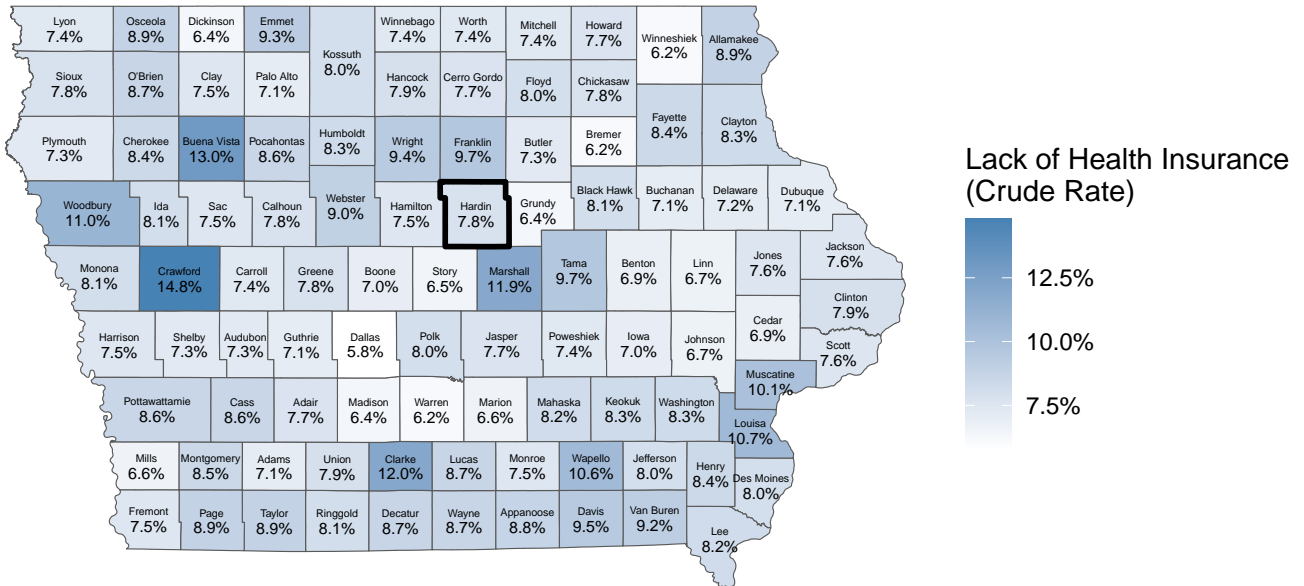 Lyon
7.4%
Osceola
8.9%
Dickinson
6.4%
Emmet
9.3%
Kossuth
8.0%
Winnebago
7.4%
Worth
7.4%
Mitchell
7.4%
Howard
7.7%
Winneshiek
6.2%
Allamakee
8.9%
Sioux
7.8%
O'Brien
8.7%
Clay
7.5%
Palo Alto
7.1%
Hancock
7.9%
Cerro Gordo
7.7%
Floyd
8.0%
Chickasaw
7.8%
Fayette
8.4%
Clayton
8.3%
Plymouth
7.3%
Cherokee
8.4%
Buena Vista
13.0%
Pocahontas
8.6%
Humboldt
8.3%
Wright
9.4%
Franklin
9.7%
Butler
7.3%
Bremer
6.2%
Woodbury
11.0%
Ida
8.1%
Sac
7.5%
Calhoun
7.8%
Webster
9.0%
Hamilton
7.5%
Hardin
7.8%
Grundy
6.4%
Black Hawk
8.1%
Buchanan
7.1%
Delaware
7.2%
Dubuque
7.1%
Monona
8.1%
Crawford
14.8%
Carroll
7.4%
Greene
7.8%
Boone
7.0%
Story
6.5%
Marshall
11.9%
Tama
9.7%
Benton
6.9%
Linn
6.7%
Jones
7.6%
Jackson
7.6%
Clinton
7.9%
Harrison
7.5%
Shelby
7.3%
Audubon
7.3%
Guthrie
7.1%
Dallas
5.8%
Polk
8.0%
Jasper
7.7%
Poweshiek
7.4%
Iowa
7.0%
Johnson
6.7%
Cedar
6.9%
Scott
7.6%
Muscatine
10.1%
Pottawattamie
8.6%
Cass
8.6%
Adair
7.7%
Madison
6.4%
Warren
6.2%
Marion
6.6%
Mahaska
8.2%
Keokuk
8.3%
Washington
8.3%
Louisa
10.7%
Mills
6.6%
Montgomery
8.5%
Adams
7.1%
Union
7.9%
Clarke
12.0%
Lucas
8.7%
Monroe
7.5%
Wapello
10.6%
Jefferson
8.0%
Henry
8.4%
Des Moines
8.0%
Fremont
7.5%
Page
8.9%
Taylor
8.9%
Ringgold
8.1%
Decatur
8.7%
Wayne
8.7%
Appanoose
8.8%
Davis
9.5%
Van Buren
9.2%
Lee
8.2%
Lack of Health Insurance
(Crude Rate)
12.5%
10.0%
7.5%